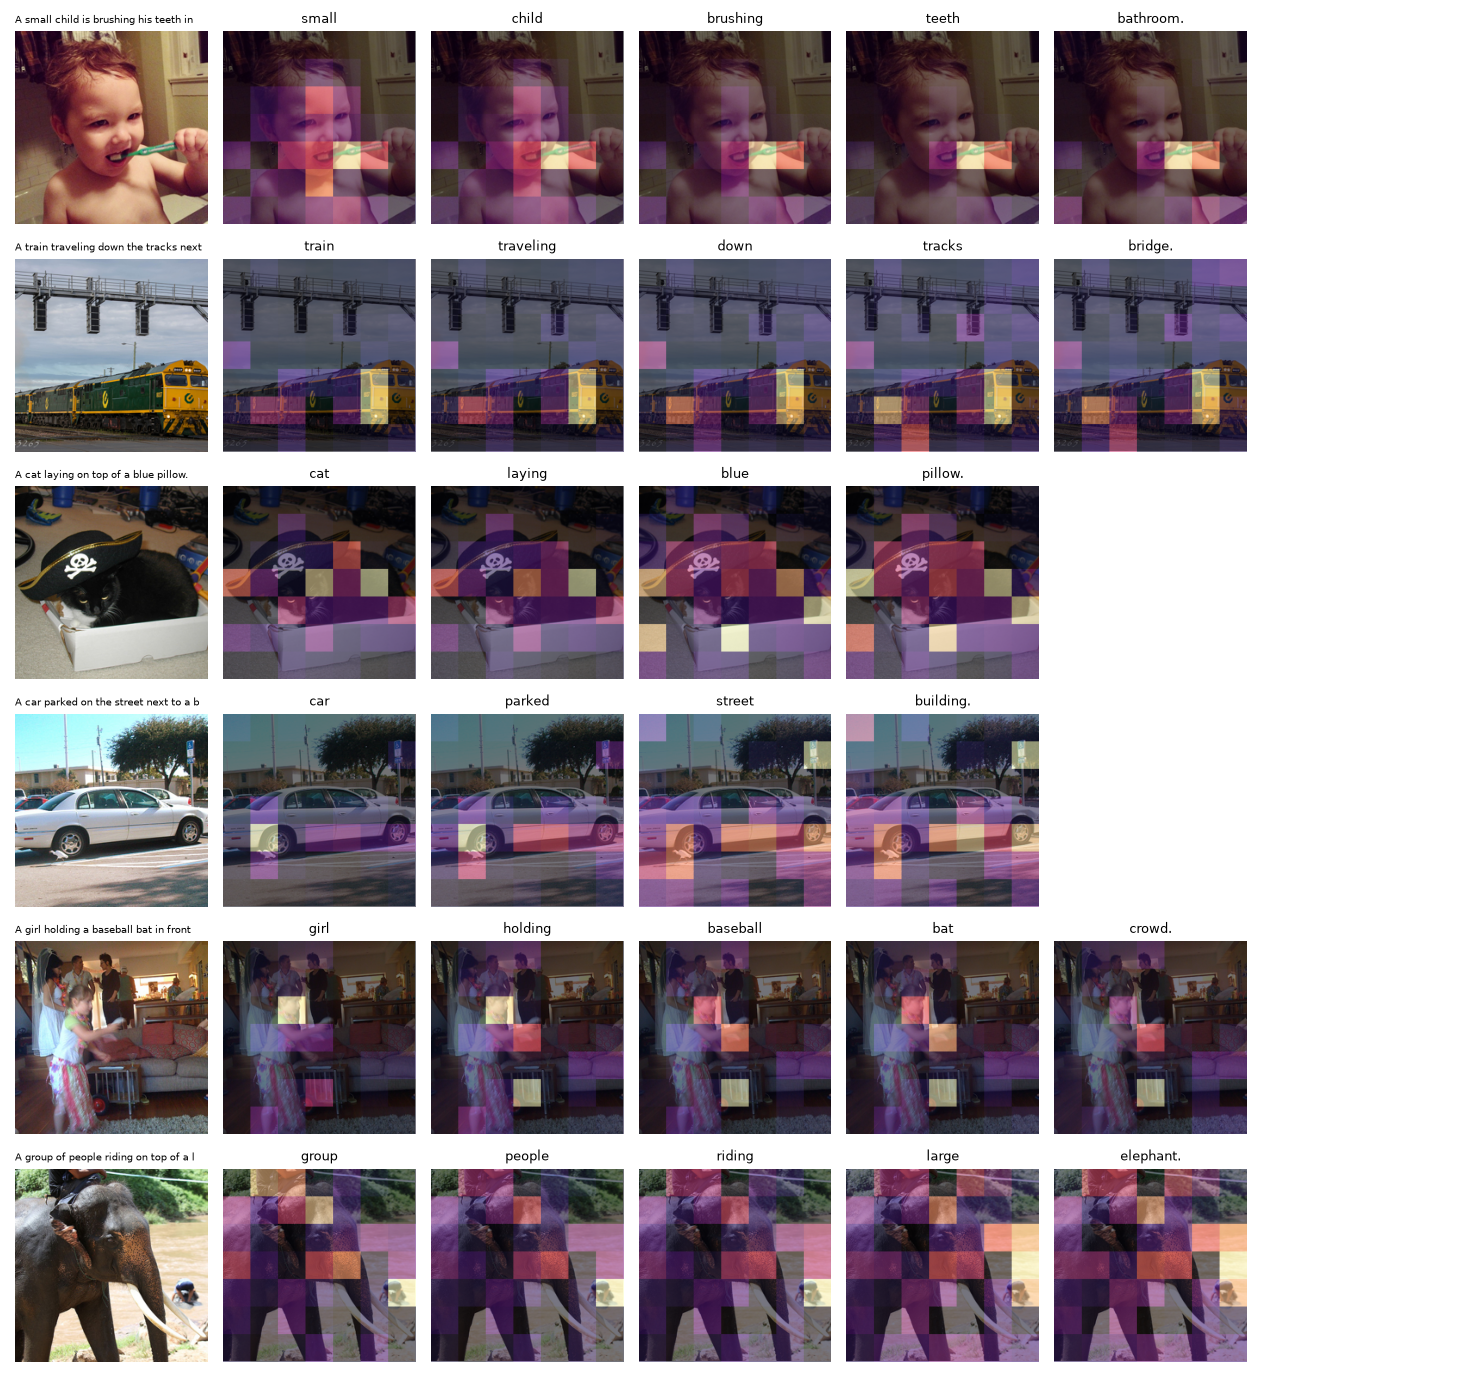 A small child is brushing his teeth in
small
child
brushing
teeth
bathroom.
A train traveling down the tracks next
train
traveling
down
tracks
bridge.
A cat laying on top of a blue pillow.
cat
laying
blue
pillow.
A car parked on the street next to a b
car
parked
street
building.
A girl holding a baseball bat in front
girl
holding
baseball
bat
crowd.
A group of people riding on top of a l
group
people
riding
large
elephant.